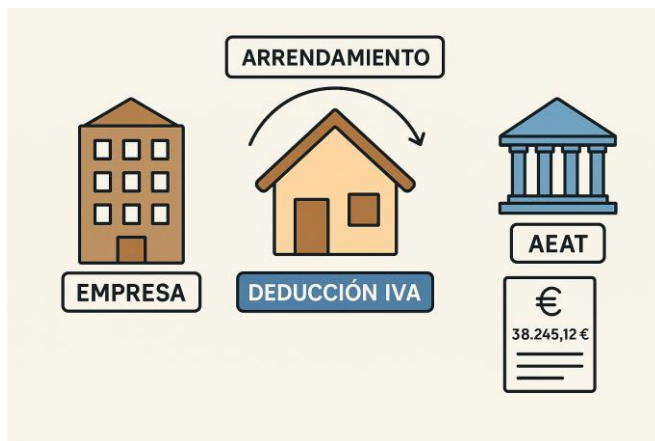 ARRENDAMIENTO
EMPRESA
DEDUCCIÓN IVA
AEAT
€
38.245,12 €